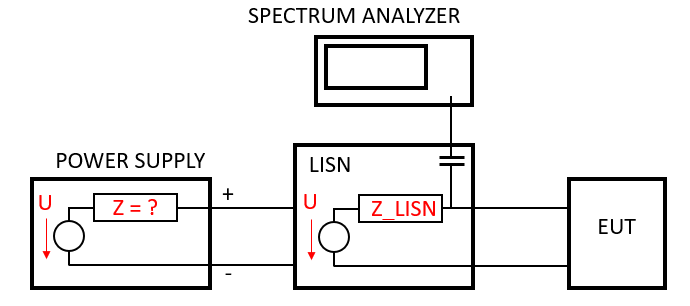 SPECTRUM ANALYZER
POWER SUPPLY
LISN
U
Z = ?
+
-
U
Z_LISN
EUT